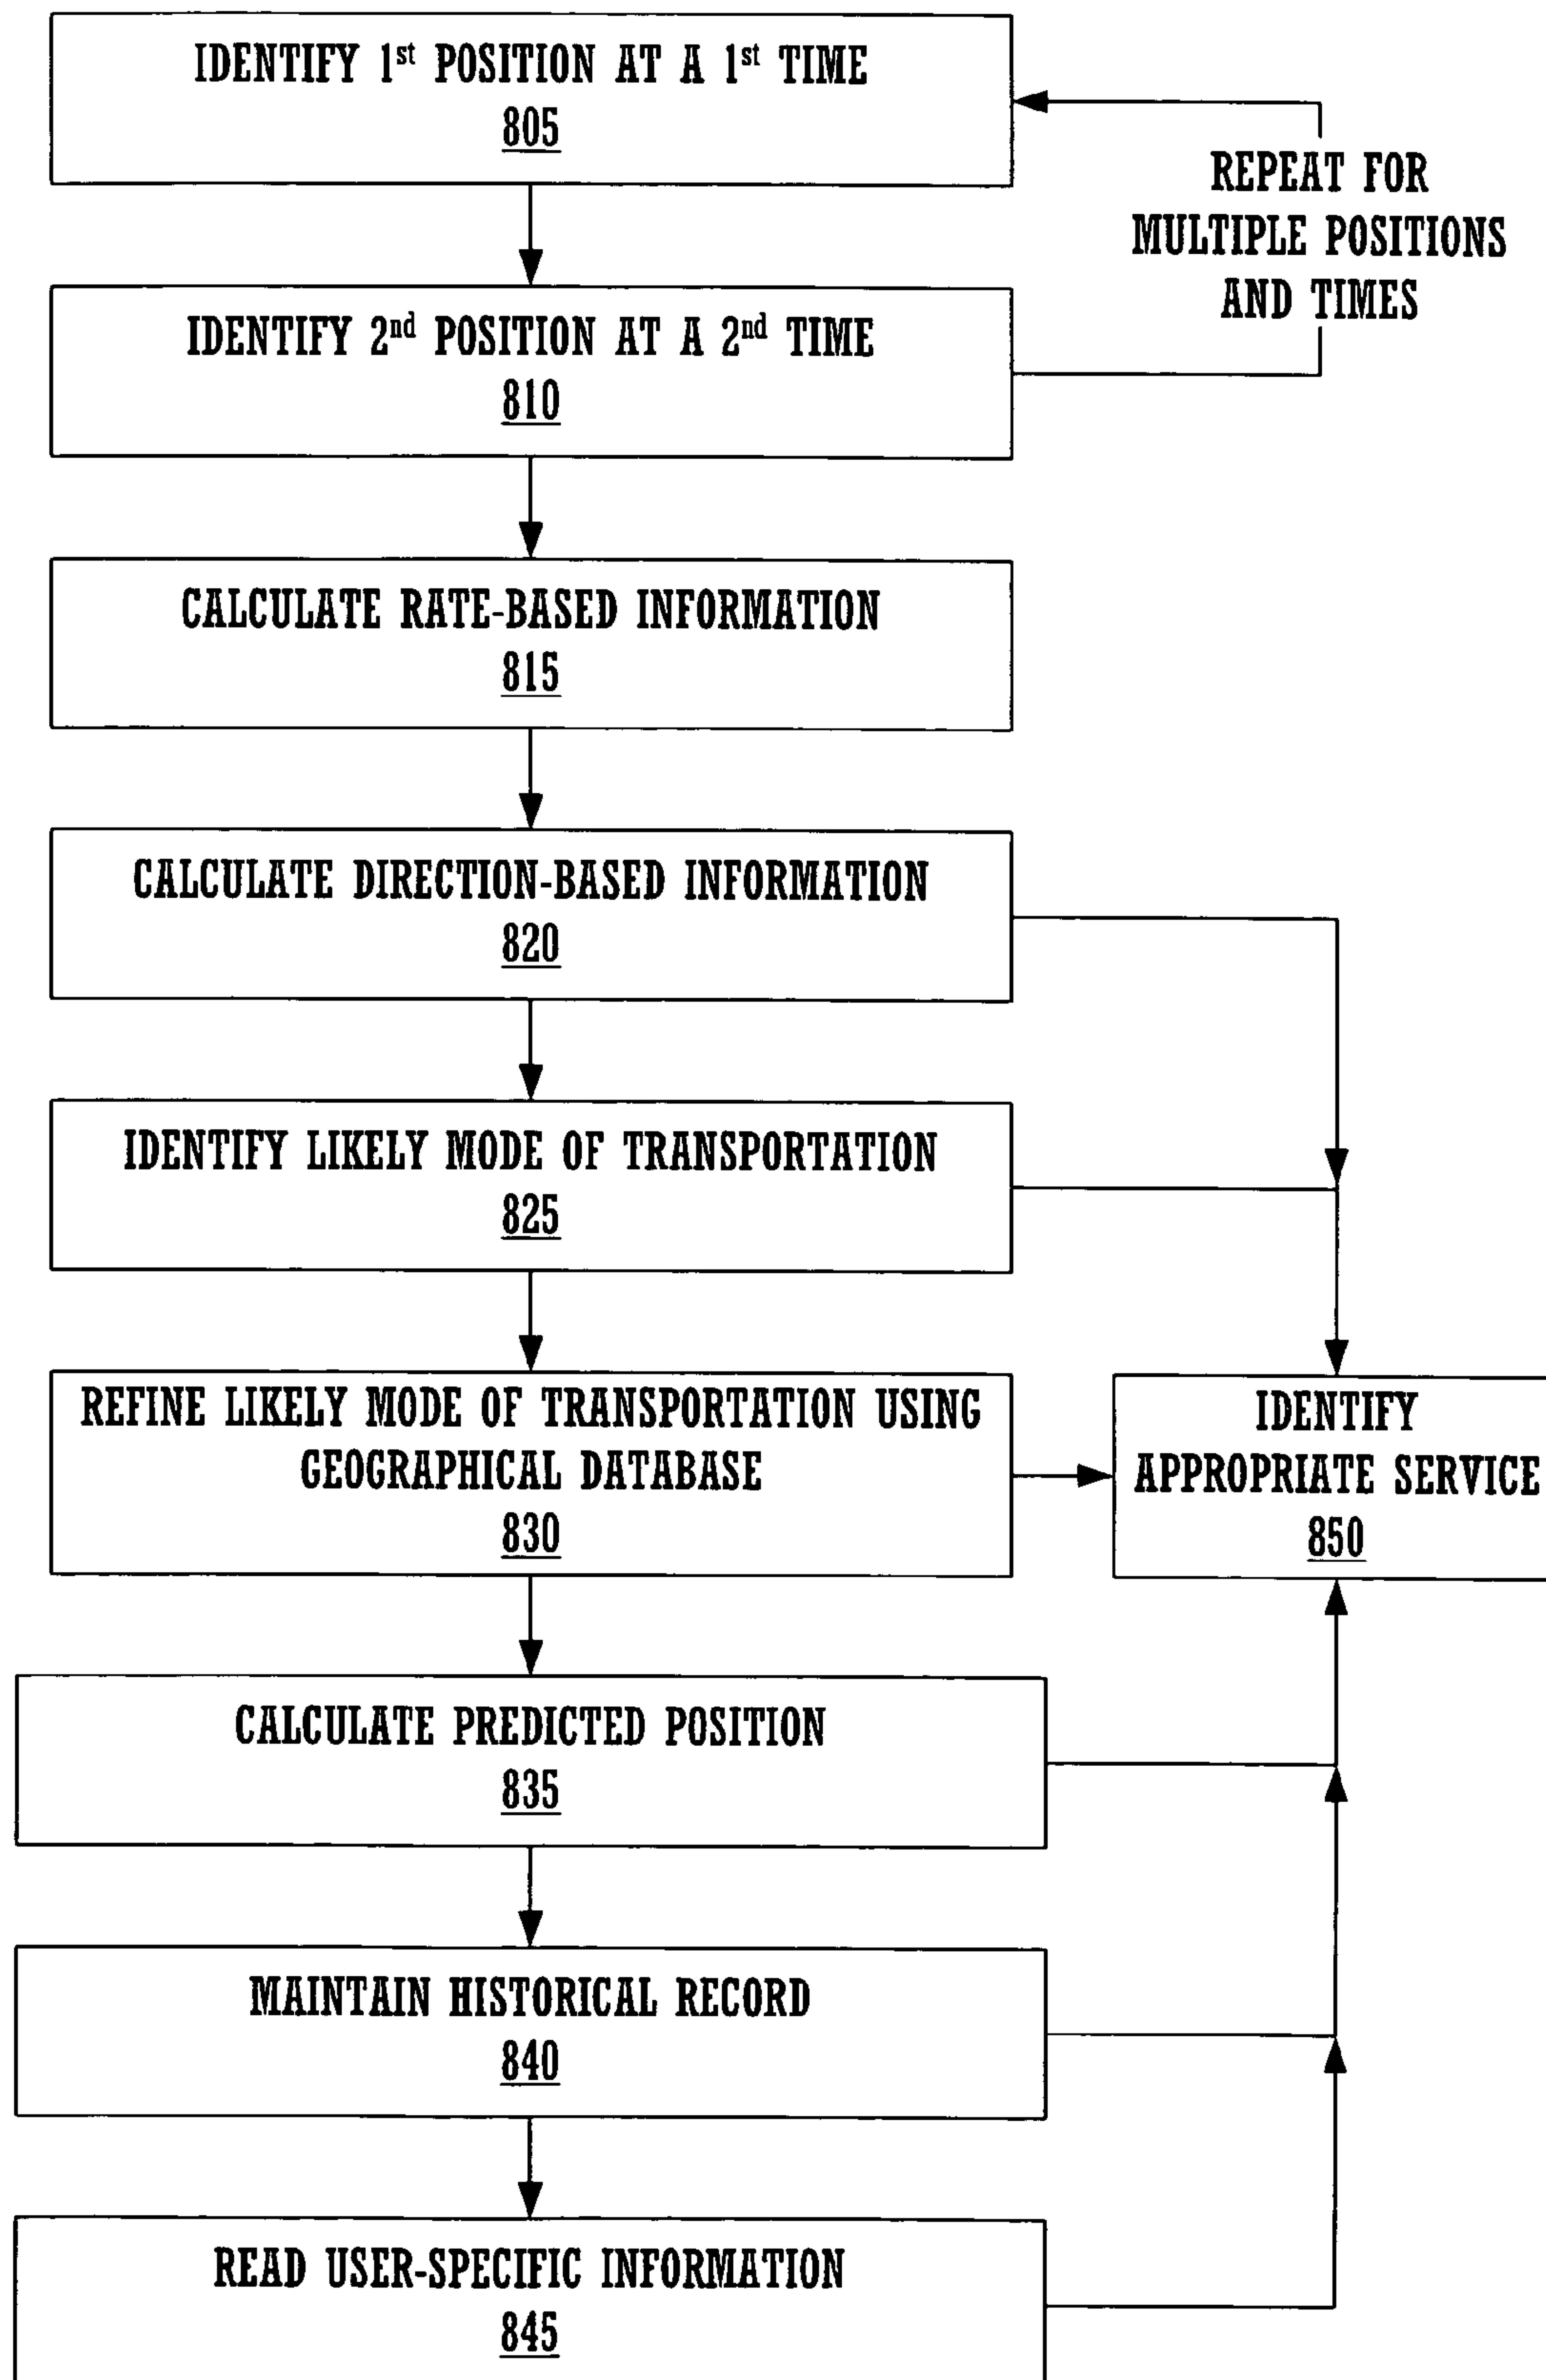 IDENTIFY 1st POSITION AT A 1st TIME
805
REPEAT FOR
MULTIPLE POSITIONS
AND TIMES
IDENTIFY 2nd POSITION AT A 2nd TIME
810
CALCULATE RATE-BASED INFORMATION
815
CALCULATE DIRECTION-BASED INFORMATION
820
IDENTIFY LIKELY MODE OF TRANSPORTATION
825
REFINE LIKELY MODE OF TRANSPORTATION USING
GEOGRAPHICAL DATABASE
830
IDENTIFY
APPROPRIATE SERVICE
850
CALCULATE PREDICTED POSITION
835
MAINTAIN HISTORICAL RECORD
840
READ USER-SPECIFIC INFORMATION
845